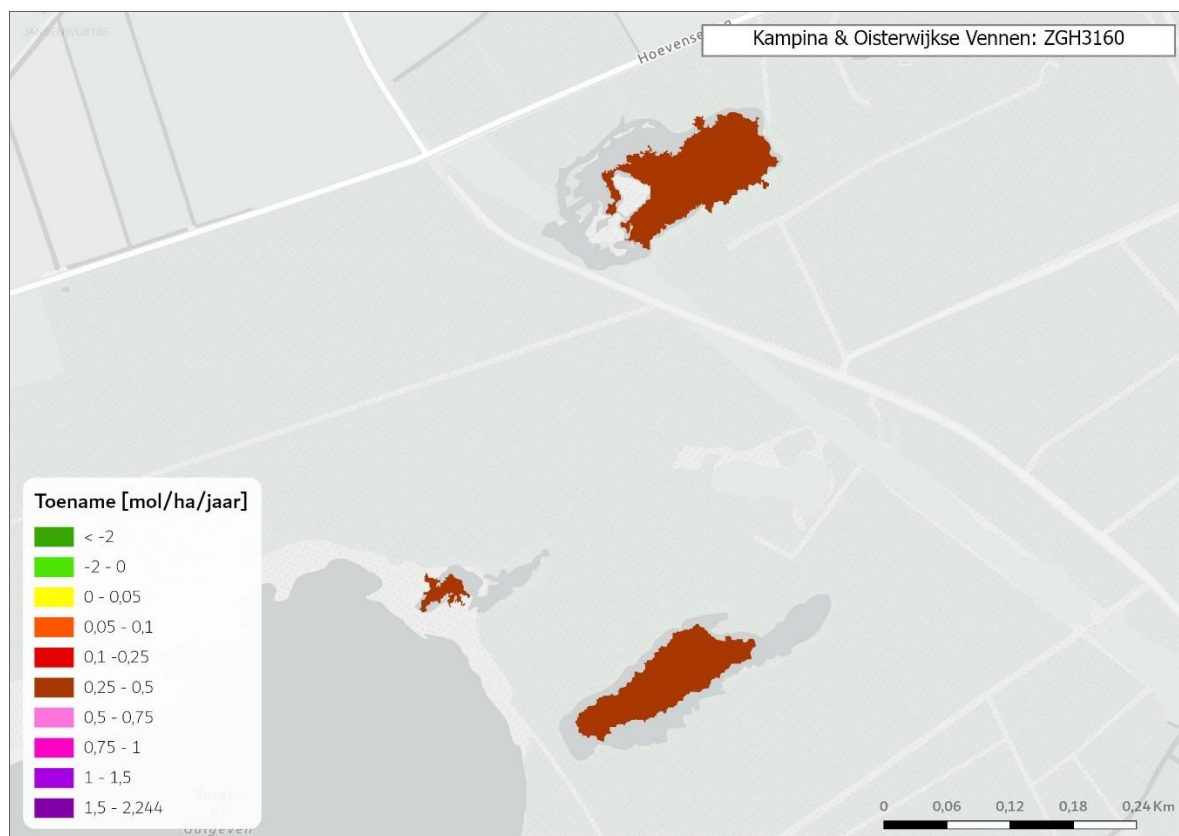 Kampina & Oisterwijkse Vennen: ZGH3160
Toename [mol/ha/jaar]
< -2
-2 - 0
0 - 0,05
0,05 - 0,1
0,1 -0,25
0,25 - 0,5
0,5 - 0,75
0,75 - 1
1 - 1,5
1,5 - 2,244
0 0,06 0,12 0,18 0,24 Km